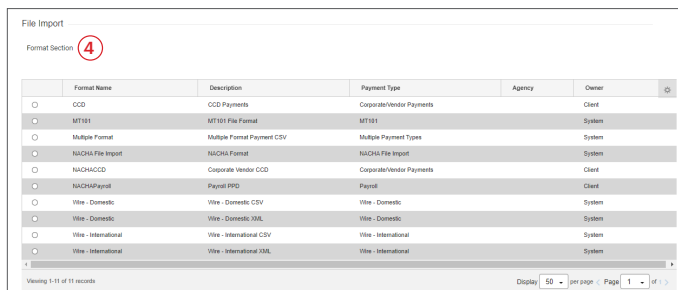 File Import
Format Section 4
Format Name Description Payment Type Agency Owner
CCD CCD Payments Corporate/Vendor Payments Client
MT101 MT101 File Format MT101 System
Multiple Format Multiple Format Payment CSV Multiple Payment Types System
NACHA File Import NACHA Format NACHA File Import System
NACHACCD Corporate Vendor CCD Corporate/Vendor Payments Client
NACHAPayroll Payroll PPD Payroll Client
Wire - Domestic Wire - Domestic CSV Wire - Domestic System
Wire - Domestic Wire - Domestic XML Wire - Domestic System
Wire - International Wire - International CSV Wire - International System
Wire - International Wire - International XML Wire - International System
Viewing 1-11 of 11 records Display 50 per page < Page 1 of 1 >